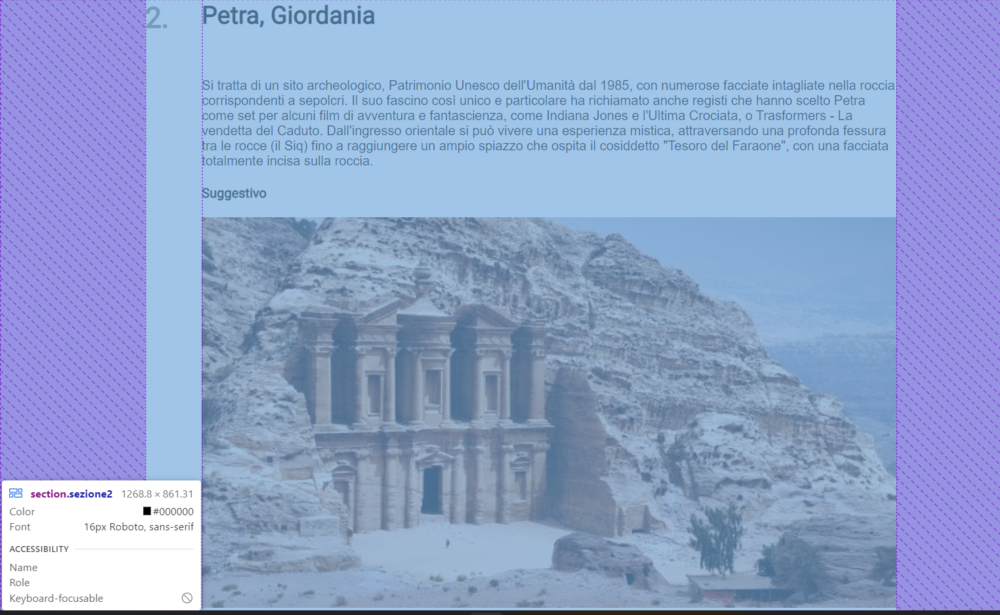 2.
Petra, Giordania
Si tratta di un sito archeologico, Patrimonio Unesco dell'Umanità dal 1985, con numerose facciate intagliate nella roccia
corrispondenti a sepolcri. Il suo fascino così unico e particolare ha richiamato anche registi che hanno scelto Petra
come set per alcuni film di avventura e fantascienza, come Indiana Jones e l'Ultima Crociata, o Trasformers - La
vendetta del Caduto. Dall'ingresso orientale si può vivere una esperienza mistica, attraversando una profonda fessura
tra le rocce (il Siq) fino a raggiungere un ampio spiazzo che ospita il cosiddetto "Tesoro del Faraone", con una facciata
totalmente incisa sulla roccia.
Suggestivo
section.sezione2 1268.8 × 861.31
Color #000000
Font 16px Roboto, sans-serif
ACCESSIBILITY
Name
Role
Keyboard-focusable